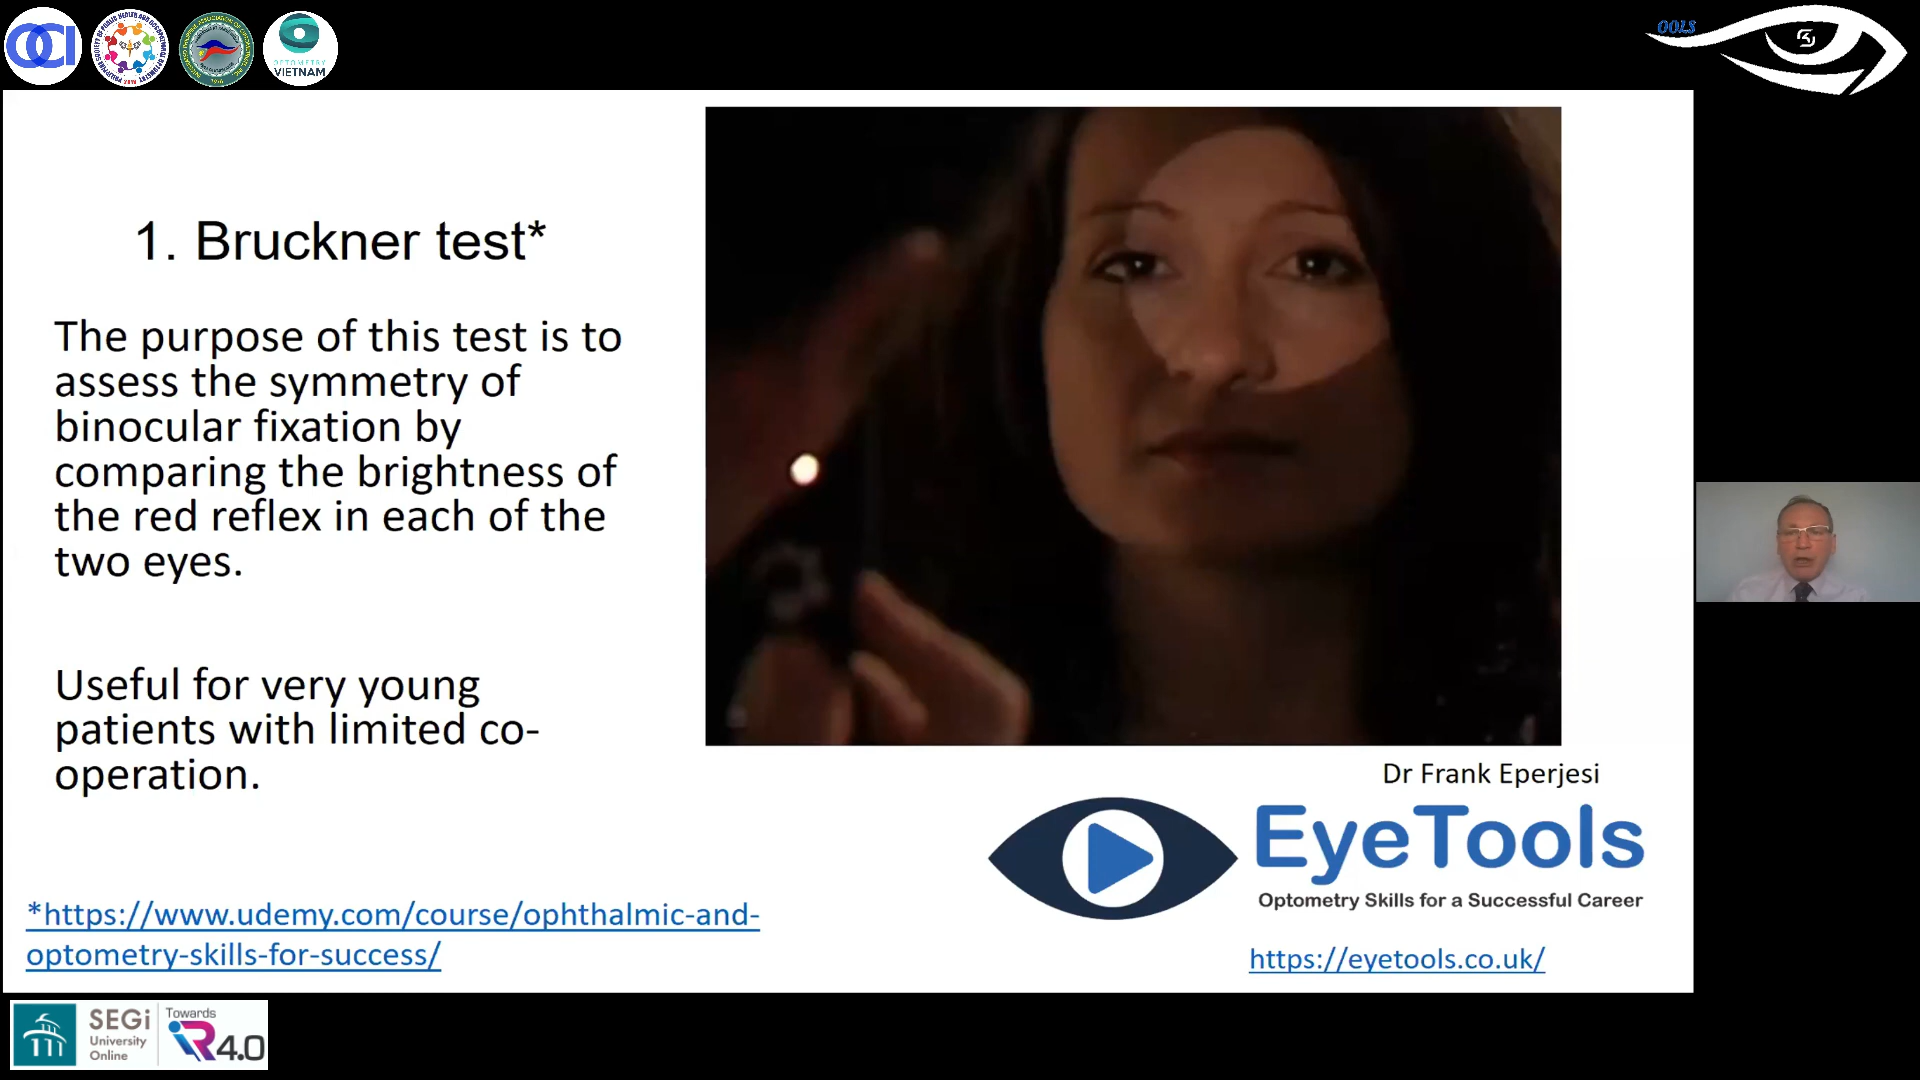 OCI
OPTOMETRY
VIETNAM
OOLS
1. Bruckner test*
The purpose of this test is to
assess the symmetry of
binocular fixation by
comparing the brightness of
the red reflex in each of the
two eyes.
Useful for very young
patients with limited co-
operation.
Dr Frank Eperjesi
EyeTools
Optometry Skills for a Successful Career
*https://www.udemy.com/course/ophthalmic-and-
optometry-skills-for-success/
https://eyetools.co.uk/
SEGi
University
Online
Towards
iR4.0